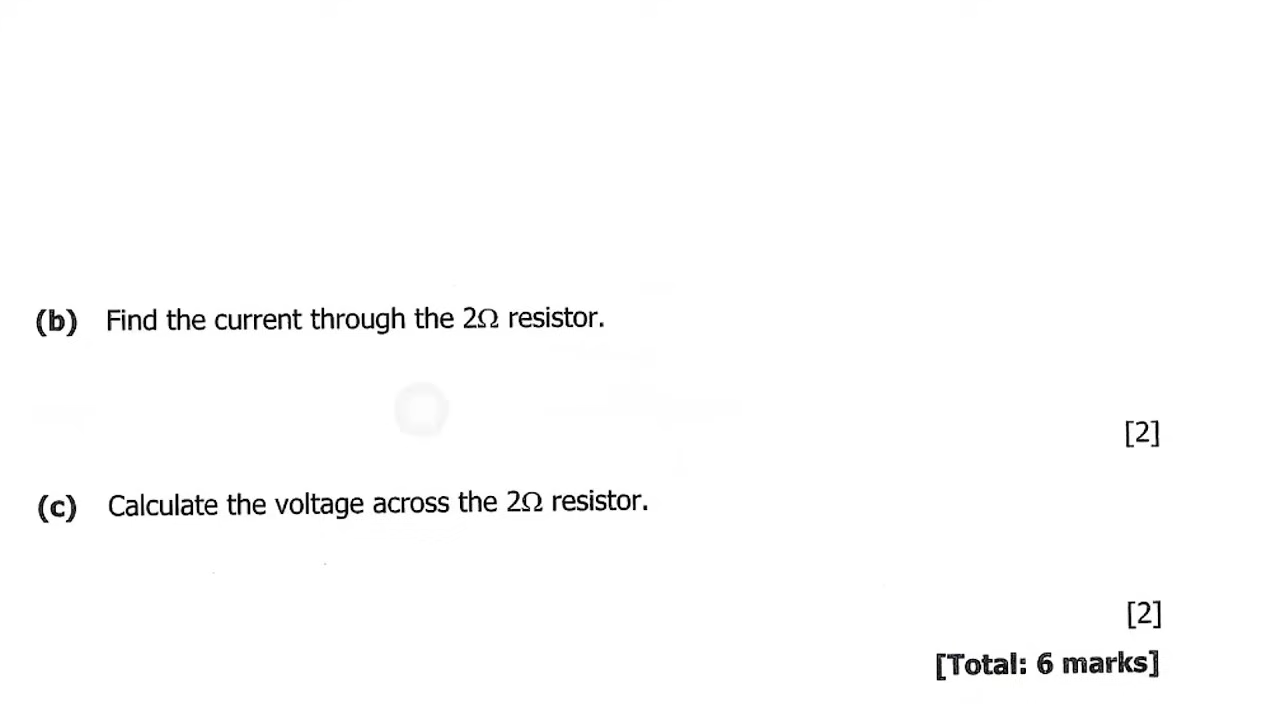 (b) Find the current through the 2Ω resistor.
[2]
(c) Calculate the voltage across the 2Ω resistor.
[2]
[Total: 6 marks]